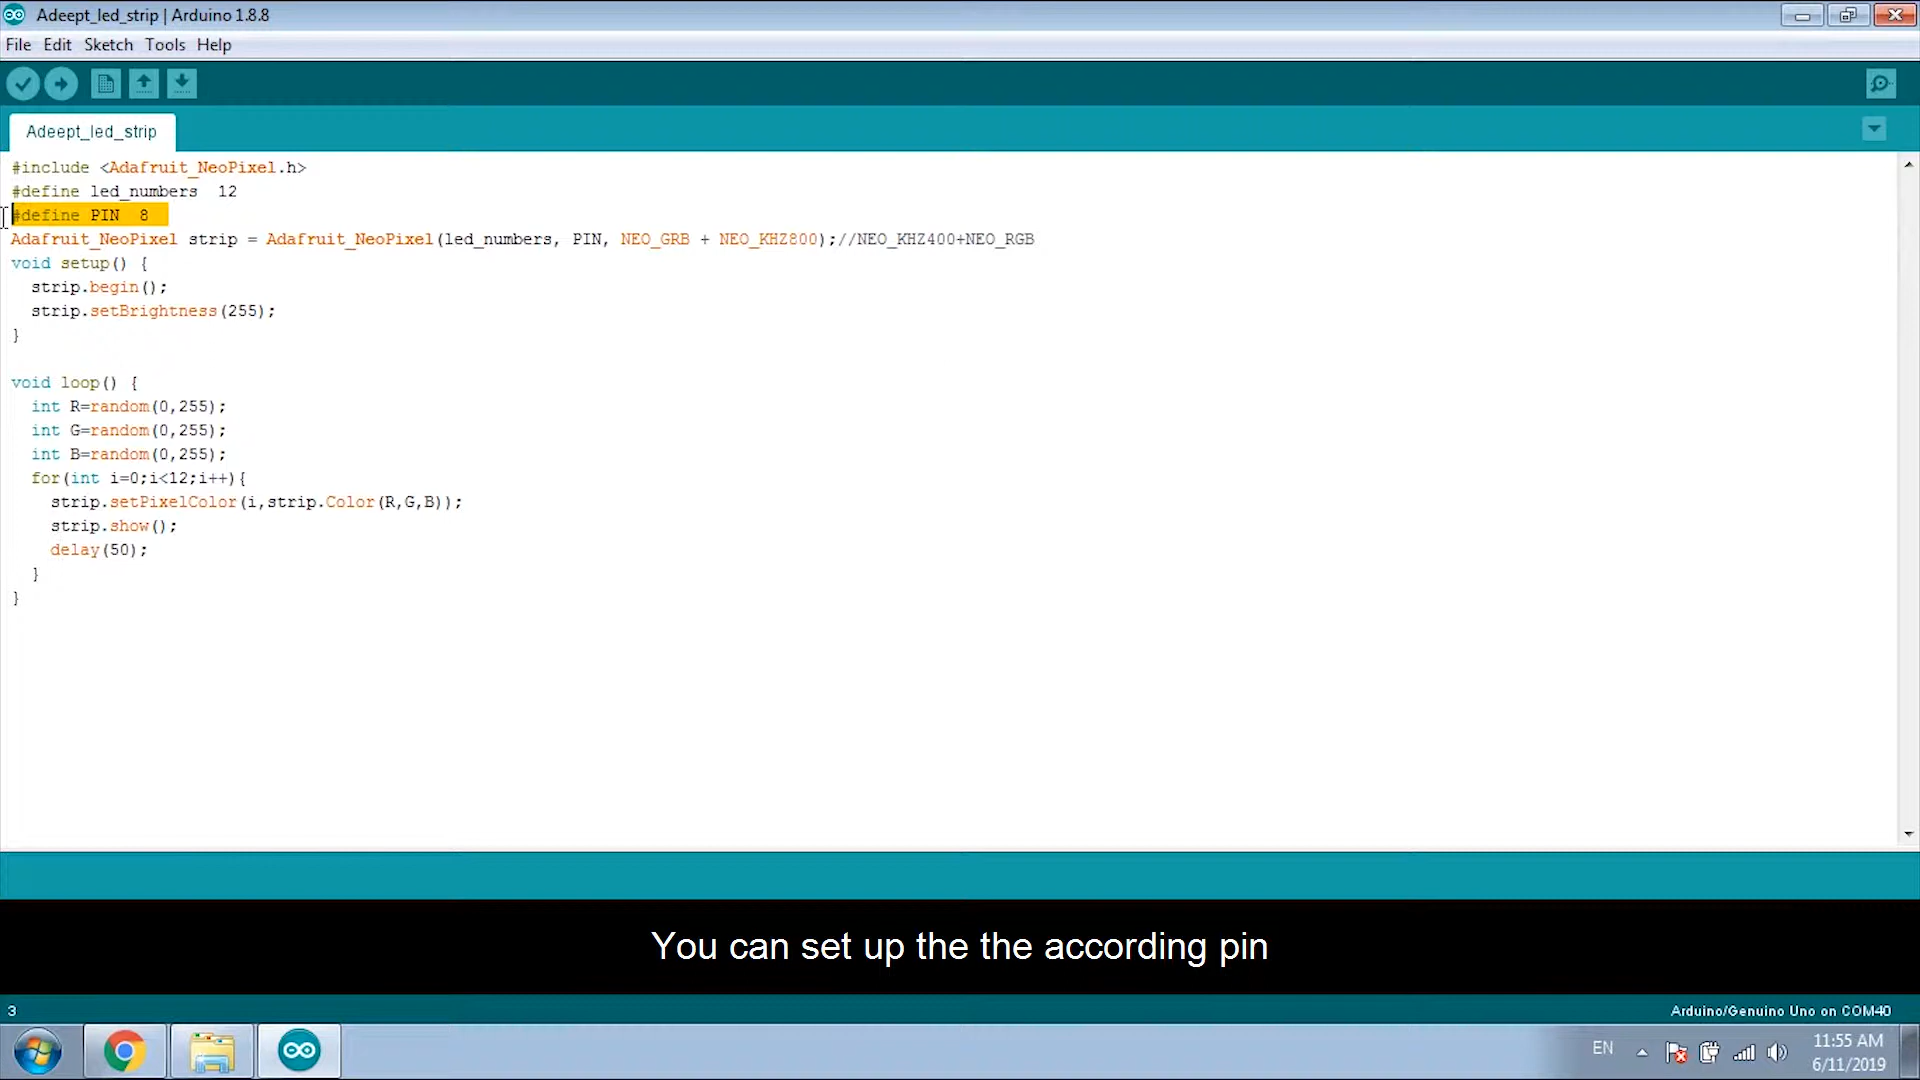 Adeept_led_strip | Arduino 1.8.8
File Edit Sketch Tools Help
Adeept_led_strip
#include <Adafruit_NeoPixel.h>
#define led_numbers  12
#define PIN  8
Adafruit_NeoPixel strip = Adafruit_NeoPixel(led_numbers, PIN, NEO_GRB + NEO_KHZ800);//NEO_KHZ400+NEO_RGB
void setup() {
  strip.begin();
  strip.setBrightness(255);
}
void loop() {
  int R=random(0,255);
  int G=random(0,255);
  int B=random(0,255);
  for(int i=0;i<12;i++){
    strip.setPixelColor(i,strip.Color(R,G,B));
    strip.show();
    delay(50);
  }
}
You can set up the the according pin
3 Arduino/Genuino Uno on COM40
EN 11:55 AM
6/11/2019